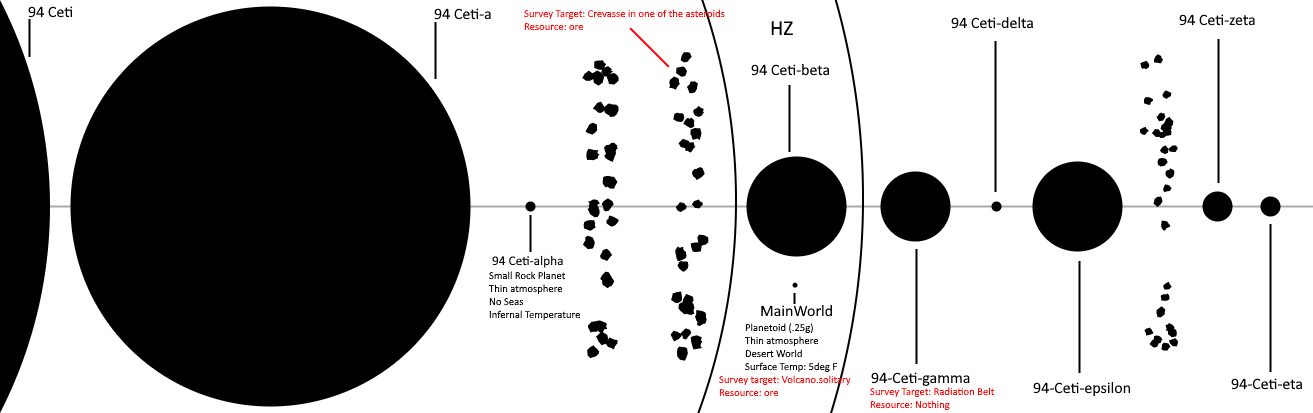 94 Ceti
94 Ceti-a
Survey Target: Crevasse in one of the asteroids
Resource: ore
HZ
94 Ceti-beta
94 Ceti-delta
94 Ceti-zeta
94 Ceti-alpha
Small Rock Planet
Thin atmosphere
No Seas
Infernal Temperature
MainWorld
Planetoid (.25g)
Thin atmosphere
Desert World
Surface Temp: 5deg F
Survey target: Volcano.solitary
Resource: ore
94-Ceti-gamma
Survey Target: Radiation Belt
Resource: Nothing
94-Ceti-epsilon
94-Ceti-eta